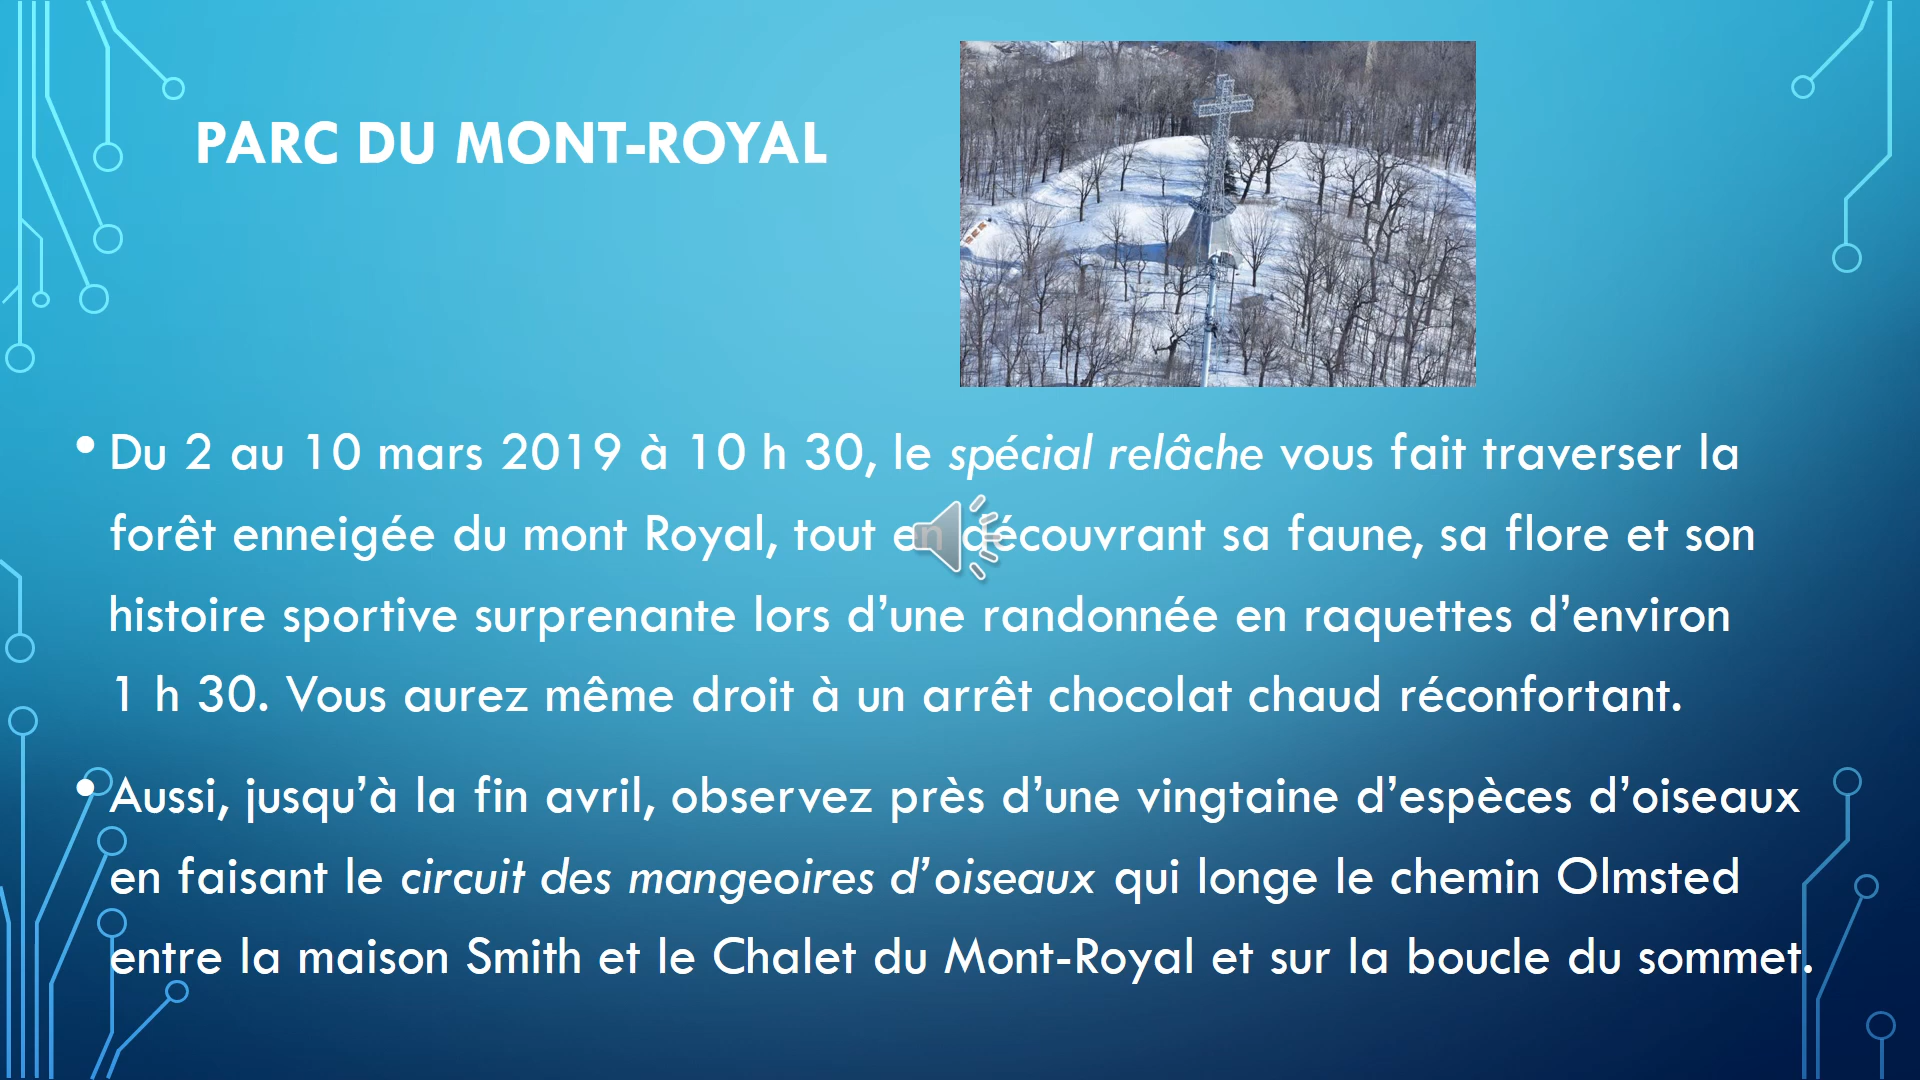 PARC DU MONT-ROYAL
• Du 2 au 10 mars 2019 à 10 h 30, le spécial relâche vous fait traverser la
forêt enneigée du mont Royal, tout en découvrant sa faune, sa flore et son
histoire sportive surprenante lors d’une randonnée en raquettes d’environ
1 h 30. Vous aurez même droit à un arrêt chocolat chaud réconfortant.
• Aussi, jusqu’à la fin avril, observez près d’une vingtaine d’espèces d’oiseaux
en faisant le circuit des mangeoires d’oiseaux qui longe le chemin Olmsted
entre la maison Smith et le Chalet du Mont-Royal et sur la boucle du sommet.